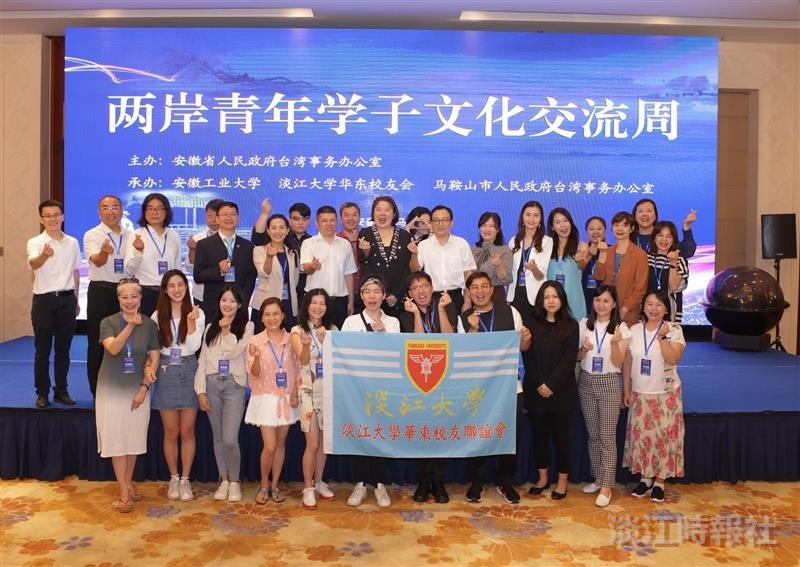 两岸青年学子文化交流周
主办：安徽省人民政府台湾事务办公室
承办：安徽工业大学 淡江大学华东校友会 马鞍山市人民政府台湾事务办公室
TAMKANG UNIVERSITY
淡江大學
淡江大學華東校友聯誼會
淡江時報社